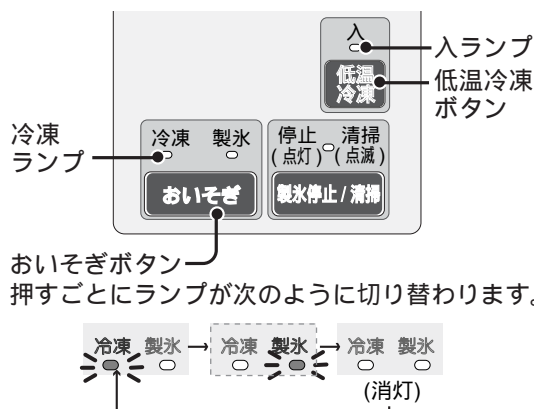 入
入ランプ
低温
冷凍
低温冷凍
ボタン
冷凍
ランプ
冷凍 製氷
停止 清掃
(点灯) (点滅)
おいそぎ
製氷停止/清掃
おいそぎボタン
押すごとにランプが次のように切り替わります。
冷凍 製氷 → 冷凍 製氷 → 冷凍 製氷
(消灯)